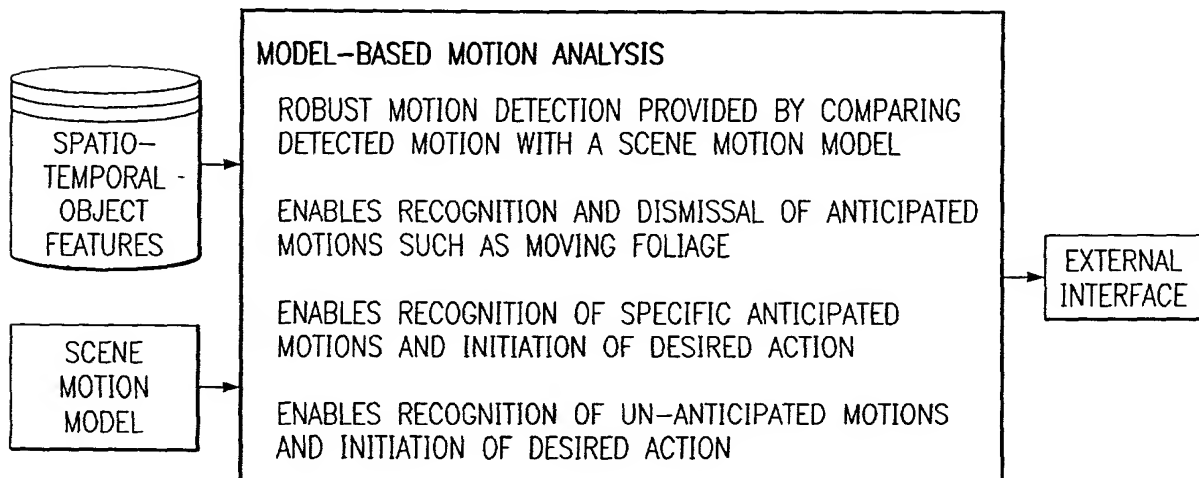 SPATIO-
TEMPORAL
OBJECT
FEATURES
SCENE
MOTION
MODEL
MODEL-BASED MOTION ANALYSIS
ROBUST MOTION DETECTION PROVIDED BY COMPARING
DETECTED MOTION WITH A SCENE MOTION MODEL
ENABLES RECOGNITION AND DISMISSAL OF ANTICIPATED
MOTIONS SUCH AS MOVING FOLIAGE
ENABLES RECOGNITION OF SPECIFIC ANTICIPATED
MOTIONS AND INITIATION OF DESIRED ACTION
ENABLES RECOGNITION OF UN-ANTICIPATED MOTIONS
AND INITIATION OF DESIRED ACTION
EXTERNAL
INTERFACE